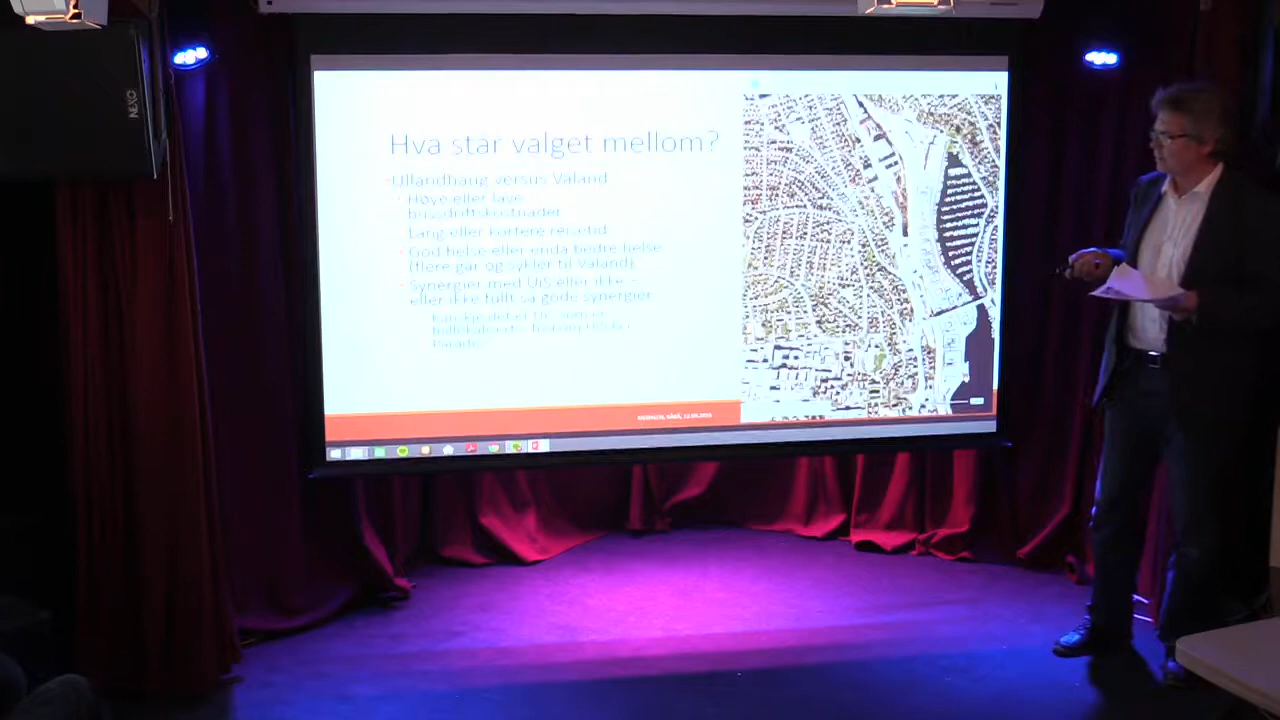 NEXO
Hva står valget mellom?
Ullandhaug versus Våland
Høye eller lave
bussdriftskostnader
Lang eller kortere reisetid
God helse eller enda bedre helse
(flere går og sykler til Våland)
Synergier med UiS eller ikke –
eller ikke fullt så gode synergier